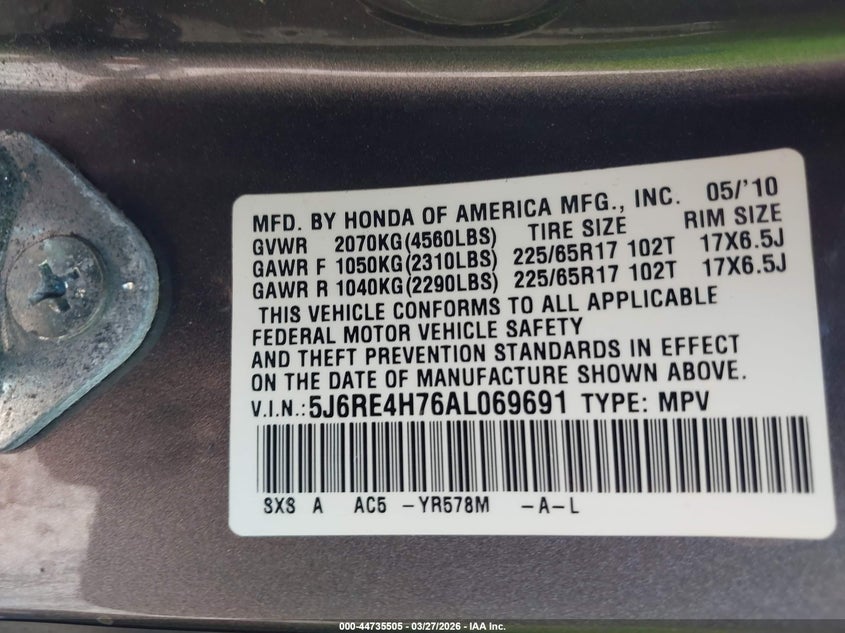 MFD. BY HONDA OF AMERICA MFG., INC. 05/'10
GVWR 2070KG(4560LBS) TIRE SIZE RIM SIZE
GAWR F 1050KG(2310LBS) 225/65R17 102T 17X6.5J
GAWR R 1040KG(2290LBS) 225/65R17 102T 17X6.5J
THIS VEHICLE CONFORMS TO ALL APPLICABLE
FEDERAL MOTOR VEHICLE SAFETY
AND THEFT PREVENTION STANDARDS IN EFFECT
ON THE DATE OF MANUFACTURE SHOWN ABOVE.
V.I.N.: 5J6RE4H76AL069691 TYPE: MPV
SXS A AC5 -YR578M -A-L
000-44735505 - 03/27/2026 - IAA Inc.